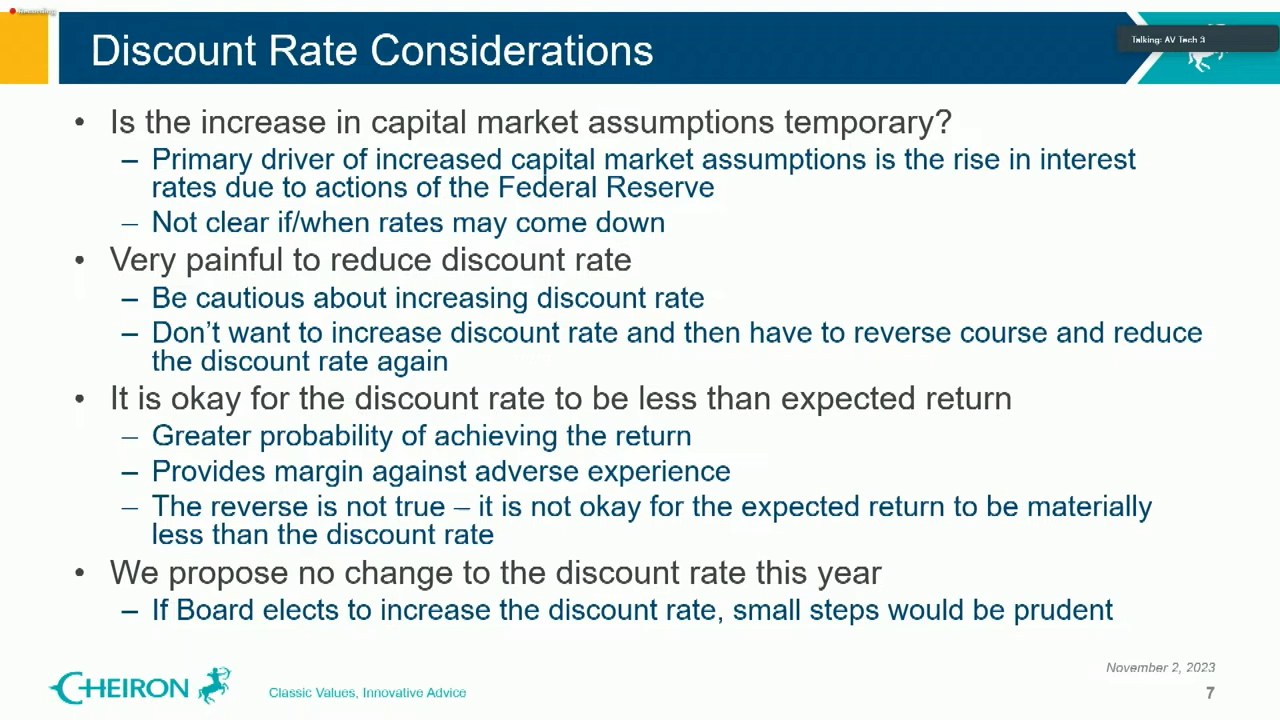 Recording
Discount Rate Considerations
Talking: AV Tech 3
• Is the increase in capital market assumptions temporary?
– Primary driver of increased capital market assumptions is the rise in interest
rates due to actions of the Federal Reserve
– Not clear if/when rates may come down
• Very painful to reduce discount rate
– Be cautious about increasing discount rate
– Don’t want to increase discount rate and then have to reverse course and reduce
the discount rate again
• It is okay for the discount rate to be less than expected return
– Greater probability of achieving the return
– Provides margin against adverse experience
– The reverse is not true – it is not okay for the expected return to be materially
less than the discount rate
• We propose no change to the discount rate this year
– If Board elects to increase the discount rate, small steps would be prudent
November 2, 2023
CHEIRON
Classic Values, Innovative Advice
7